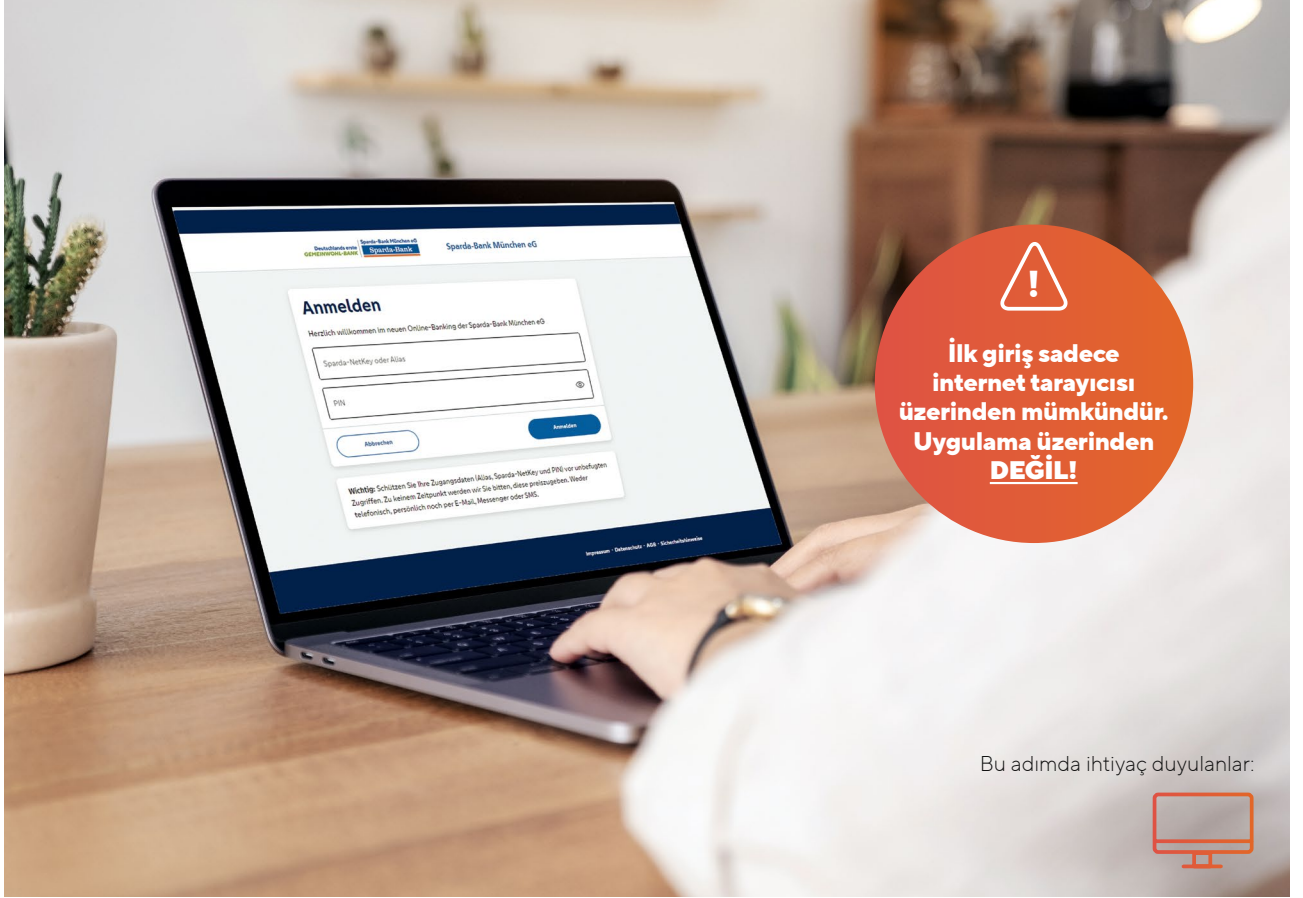 Deutschlands erste
GEMEINWOHL-BANK
Sparda-Bank München eG
Sparda-Bank
Sparda-Bank München eG
Anmelden
Herzlich willkommen im neuen Online-Banking der Sparda-Bank München eG
Sparda-NetKey oder Alias
PIN
Abbrechen
Anmelden
Wichtig: Schützen Sie Ihre Zugangsdaten (Alias, Sparda-NetKey und PIN) vor unbefugten
Zugriffen. Zu keinem Zeitpunkt werden wir Sie bitten, diese preiszugeben. Weder
telefonisch, persönlich noch per E-Mail, Messenger oder SMS.
Impressum · Datenschutz · AGB · Sicherheitshinweise
!
İlk giriş sadece
internet tarayıcısı
üzerinden mümkündür.
Uygulama üzerinden
DEĞİL!
Bu adımda ihtiyaç duyulanlar: